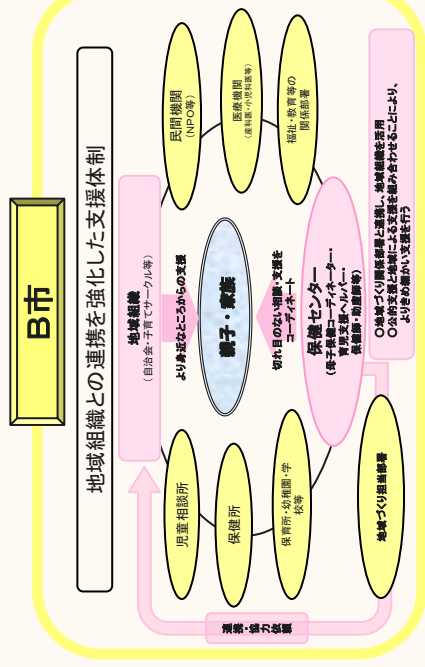 B市
地域組織との連携を強化した支援体制
地域組織
（自治会・子育てサークル等）
より身近なところからの支援
児童相談所
保健所
保育所・幼稚園・学
校等
民間機関
（NPO等）
医療機関
（産科医・小児科医等）
福祉・教育等の
関係部署
親子・家族
切れ目のない相談・支援を
コーディネート
保健センター
（母子保健コーディネーター・
育児支援ヘルパー・
保健師・助産師等）
地域づくり担当部署
連携・協力依頼
○地域づくり関係部署と連携し、地域組織を活用
○公的支援と地域による支援を組み合わせることにより、
よりきめ細かい支援を行う